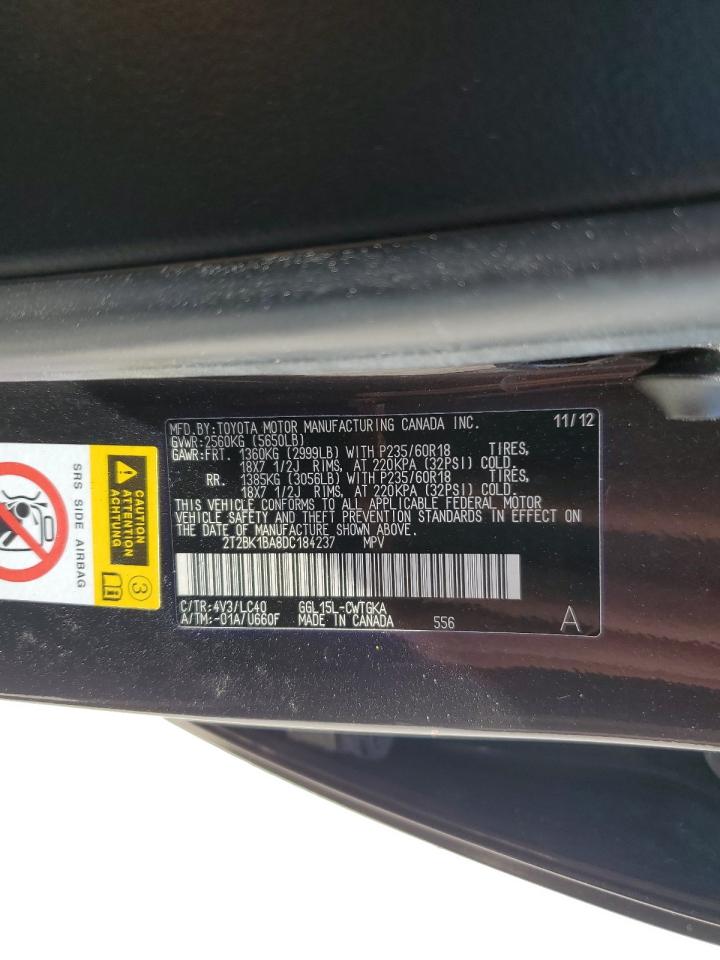 MFD.BY:TOYOTA MOTOR MANUFACTURING CANADA INC. 11/12
GVWR:2560KG (5650LB)
GAWR:FRT. 1360KG (2999LB) WITH P235/60R18 TIRES,
18X7 1/2J RIMS, AT 220KPA (32PSI) COLD.
RR. 1385KG (3056LB) WITH P235/60R18 TIRES,
18X7 1/2J RIMS, AT 220KPA (32PSI) COLD.
THIS VEHICLE CONFORMS TO ALL APPLICABLE FEDERAL MOTOR
VEHICLE SAFETY AND THEFT PREVENTION STANDARDS IN EFFECT ON
THE DATE OF MANUFACTURE SHOWN ABOVE.
2T2BK1BA8DC184237 MPV
C/TR:4V3/LC40 GGL15L-CWTGKA
A/TM:-01A/U660F MADE IN CANADA 556 A
SRS SIDE AIRBAG
CAUTION
ATTENTION
ACHTUNG
3